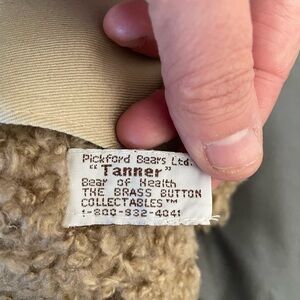 Pickford Bears Ltd.
"Tanner"
Bear of Health
THE BRASS BUTTON
COLLECTABLES™
1-800-932-4041